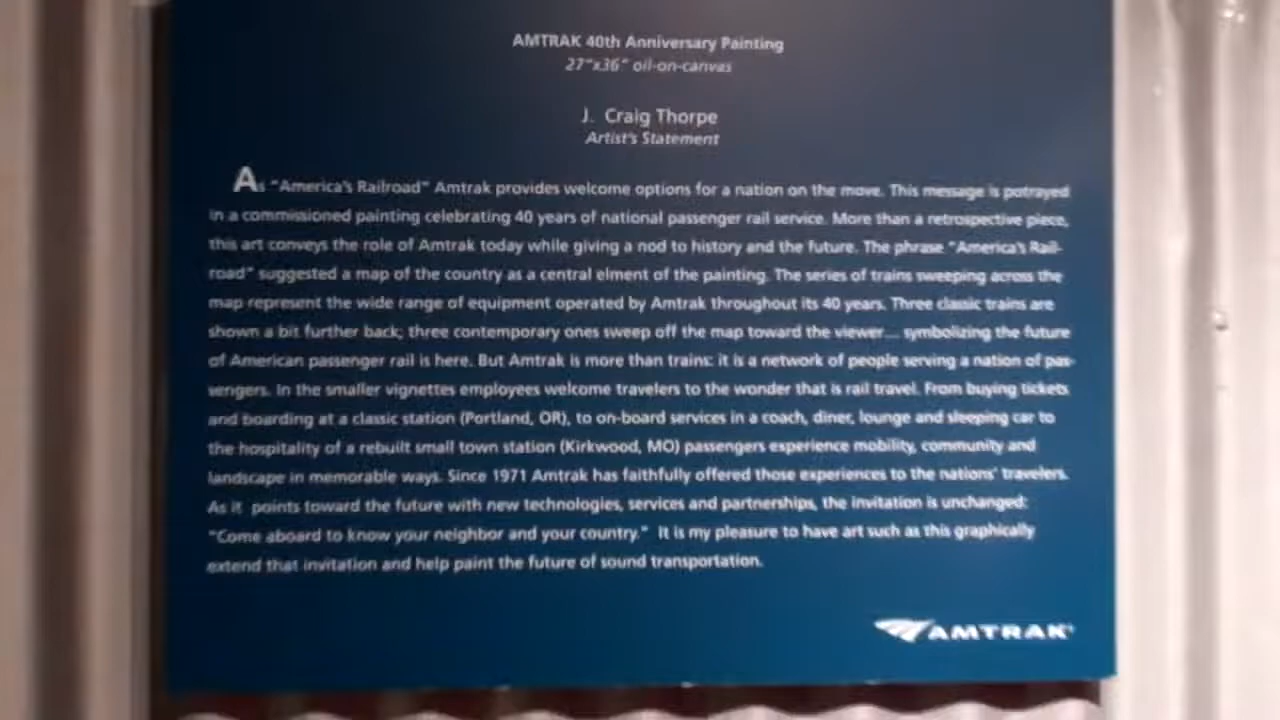 AMTRAK 40th Anniversary Painting
27"x36" oil-on-canvas
J. Craig Thorpe
Artist's Statement
As "America's Railroad" Amtrak provides welcome options for a nation on the move. This message is potrayed
in a commissioned painting celebrating 40 years of national passenger rail service. More than a retrospective piece,
this art conveys the role of Amtrak today while giving a nod to history and the future. The phrase "America's Rail-
road" suggested a map of the country as a central elment of the painting. The series of trains sweeping across the
map represent the wide range of equipment operated by Amtrak throughout its 40 years. Three classic trains are
shown a bit further back; three contemporary ones sweep off the map toward the viewer... symbolizing the future
of American passenger rail is here. But Amtrak is more than trains: it is a network of people serving a nation of pas-
sengers. In the smaller vignettes employees welcome travelers to the wonder that is rail travel. From buying tickets
and boarding at a classic station (Portland, OR), to on-board services in a coach, diner, lounge and sleeping car to
the hospitality of a rebuilt small town station (Kirkwood, MO) passengers experience mobility, community and
landscape in memorable ways. Since 1971 Amtrak has faithfully offered those experiences to the nations' travelers.
As it points toward the future with new technologies, services and partnerships, the invitation is unchanged:
"Come aboard to know your neighbor and your country." It is my pleasure to have art such as this graphically
extend that invitation and help paint the future of sound transportation.
AMTRAK